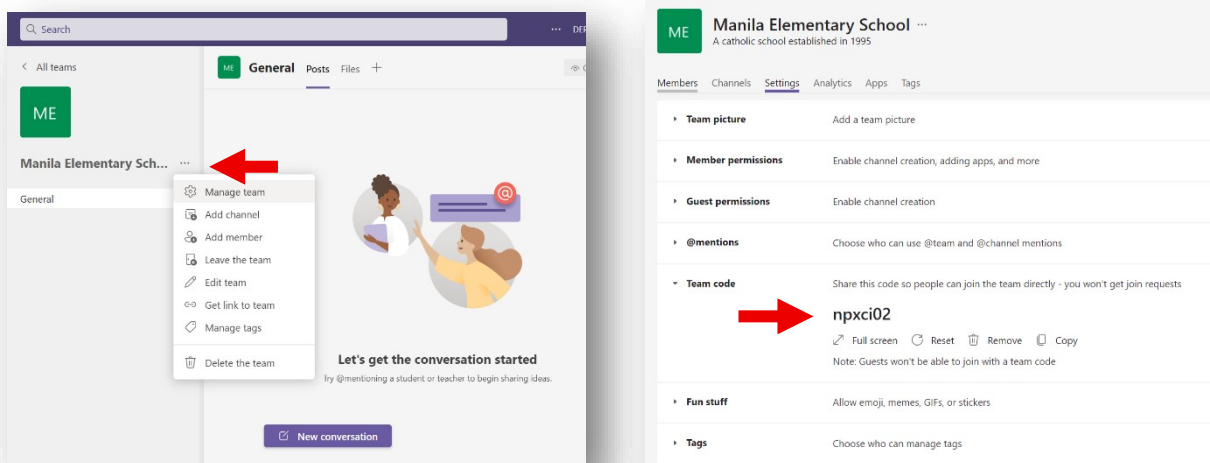 Search
··· DEP
< All teams
ME
Manila Elementary Sch... ···
General
ME General Posts Files +
Manage team
Add channel
Add member
Leave the team
Edit team
Get link to team
Manage tags
Delete the team
@
Let's get the conversation started
Try @mentioning a student or teacher to begin sharing ideas.
New conversation
ME
Manila Elementary School ···
A catholic school established in 1995
Members Channels Settings Analytics Apps Tags
Team picture Add a team picture
Member permissions Enable channel creation, adding apps, and more
Guest permissions Enable channel creation
@mentions Choose who can use @team and @channel mentions
Team code Share this code so people can join the team directly - you won't get join requests
npxci02
Full screen Reset Remove Copy
Note: Guests won't be able to join with a team code
Fun stuff Allow emoji, memes, GIFs, or stickers
Tags Choose who can manage tags